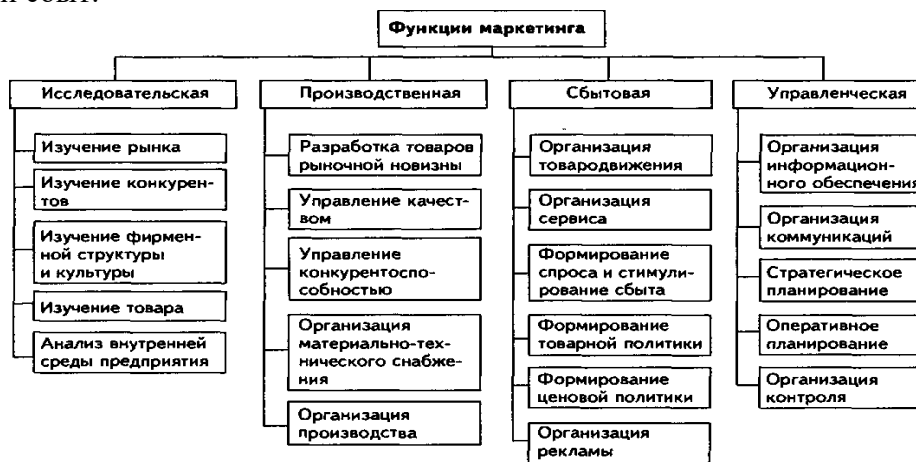 Функции маркетинга
Исследовательская
Изучение рынка
Изучение конкурен-
тов
Изучение фирмен-
ной структуры
и культуры
Изучение товара
Анализ внутренней
среды предприятия
Производственная
Разработка товаров
рыночной новизны
Управление качест-
вом
Управление
конкурентоспо-
собностью
Организация
материально-тех-
нического снабже-
ния
Организация
производства
Сбытовая
Организация
товародвижения
Организация
сервиса
Формирование
спроса и стимули-
рование сбыта
Формирование
товарной политики
Формирование
ценовой политики
Организация
рекламы
Управленческая
Организация
информацион-
ного обеспечения
Организация
коммуникаций
Стратегическое
планирование
Оперативное
планирование
Организация
контроля